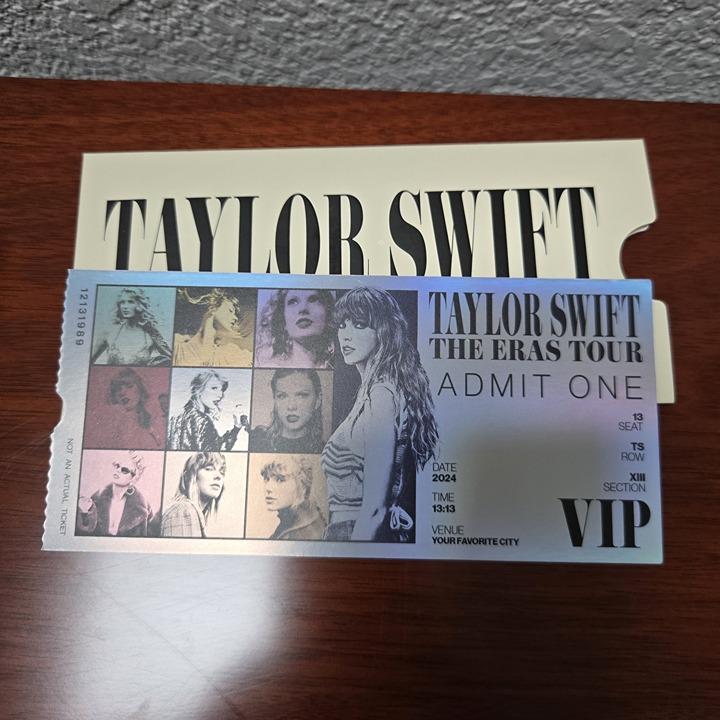 TAYLOR SWIFT
12131989
NOT AN ACTUAL TICKET
TAYLOR SWIFT
THE ERAS TOUR
ADMIT ONE
13
SEAT
TS
ROW
XIII
SECTION
DATE
2024
TIME
13:13
VENUE
YOUR FAVORITE CITY
VIP